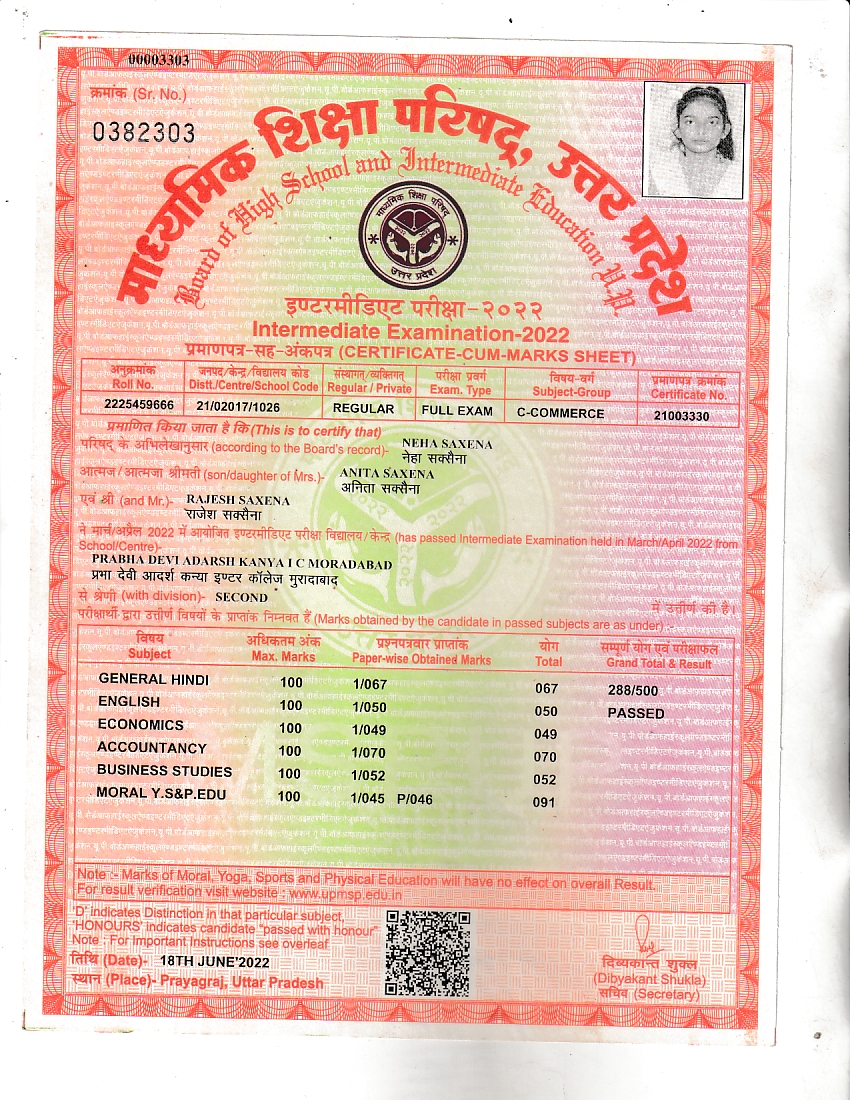 00003303
क्रमांक (Sr. No.)
0382303
माध्यमिक शिक्षा परिषद्, उत्तर प्रदेश
Board of High School and Intermediate Education U.P.
माध्यमिक शिक्षा परिषद
उत्तर प्रदेश
इण्टरमीडिएट परीक्षा-२०२२
Intermediate Examination-2022
प्रमाणपत्र-सह-अंकपत्र (CERTIFICATE-CUM-MARKS SHEET)
अनुक्रमांक जनपद/केन्द्र/विद्यालय कोड संस्थागत/व्यक्तिगत परीक्षा प्रवर्ग विषय-वर्ग प्रमाणपत्र क्रमांक
Roll No. Distt./Centre/School Code Regular / Private Exam. Type Subject-Group Certificate No.
2225459666 21/02017/1026 REGULAR FULL EXAM C-COMMERCE 21003330
प्रमाणित किया जाता है कि (This is to certify that)
परिषद् के अभिलेखानुसार (according to the Board's record)- NEHA SAXENA
नेहा सक्सैना
आत्मज/आत्मजा श्रीमती (son/daughter of Mrs.)- ANITA SAXENA
अनिता सक्सैना
एवं श्री (and Mr.)- RAJESH SAXENA
राजेश सक्सैना
ने मार्च/अप्रैल 2022 में आयोजित इण्टरमीडिएट परीक्षा विद्यालय/केन्द्र (has passed Intermediate Examination held in March/April 2022 from
School/Centre)-
PRABHA DEVI ADARSH KANYA I C MORADABAD
प्रभा देवी आदर्श कन्या इण्टर कॉलेज मुरादाबाद
से श्रेणी (with division)- SECOND में उत्तीर्ण की है।
परीक्षार्थी द्वारा उत्तीर्ण विषयों के प्राप्तांक निम्नवत हैं (Marks obtained by the candidate in passed subjects are as under) :-
विषय अधिकतम अंक प्रश्नपत्रवार प्राप्तांक योग सम्पूर्ण योग एवं परीक्षाफल
Subject Max. Marks Paper-wise Obtained Marks Total Grand Total & Result
GENERAL HINDI 100 1/067 067 288/500
ENGLISH 100 1/050 050 PASSED
ECONOMICS 100 1/049 049
ACCOUNTANCY 100 1/070 070
BUSINESS STUDIES 100 1/052 052
MORAL Y.S&P.EDU 100 1/045 P/046 091
Note :- Marks of Moral, Yoga, Sports and Physical Education will have no effect on overall Result.
For result verification visit website : www.upmsp.edu.in
'D' indicates Distinction in that particular subject,
'HONOURS' indicates candidate "passed with honour"
Note : For Important Instructions see overleaf
तिथि (Date)- 18TH JUNE'2022
स्थान (Place)- Prayagraj, Uttar Pradesh
दिव्यकान्त शुक्ल
(Dibyakant Shukla)
सचिव (Secretary)